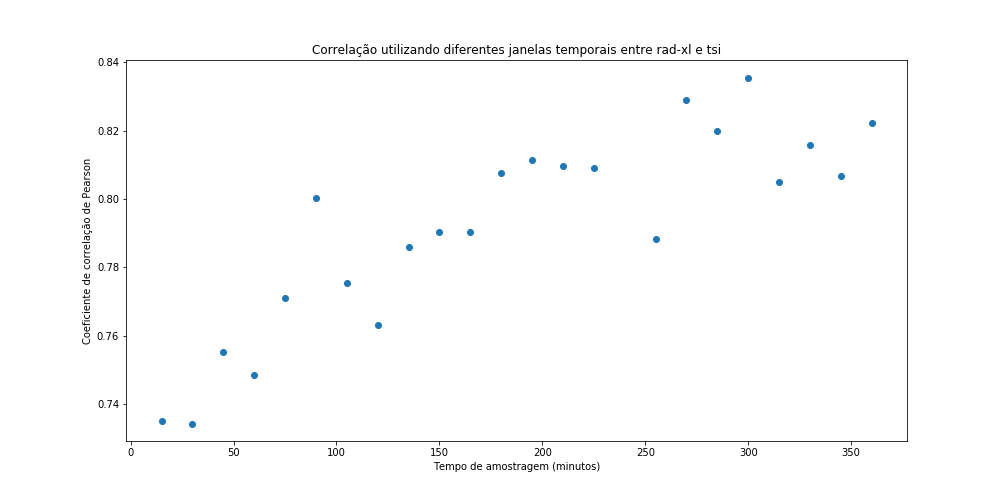 Correlação utilizando diferentes janelas temporais entre rad-xl e tsi
0.84
0.82
0.80
0.78
0.76
0.74
Coeficiente de correlação de Pearson
0 50 100 150 200 250 300 350
Tempo de amostragem (minutos)